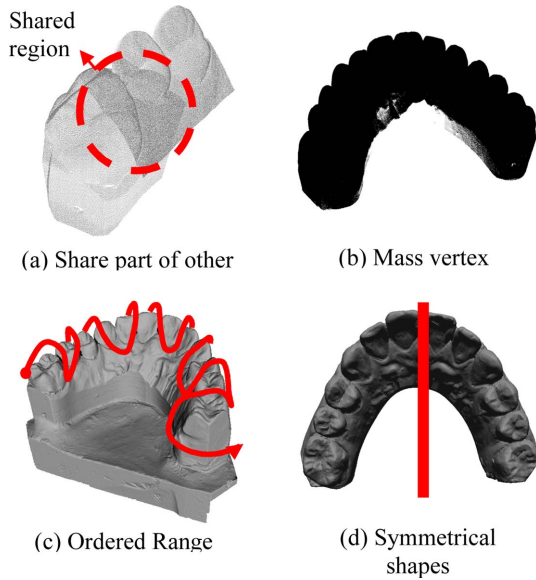 Shared
region
(a) Share part of other
(b) Mass vertex
(c) Ordered Range
(d) Symmetrical
shapes